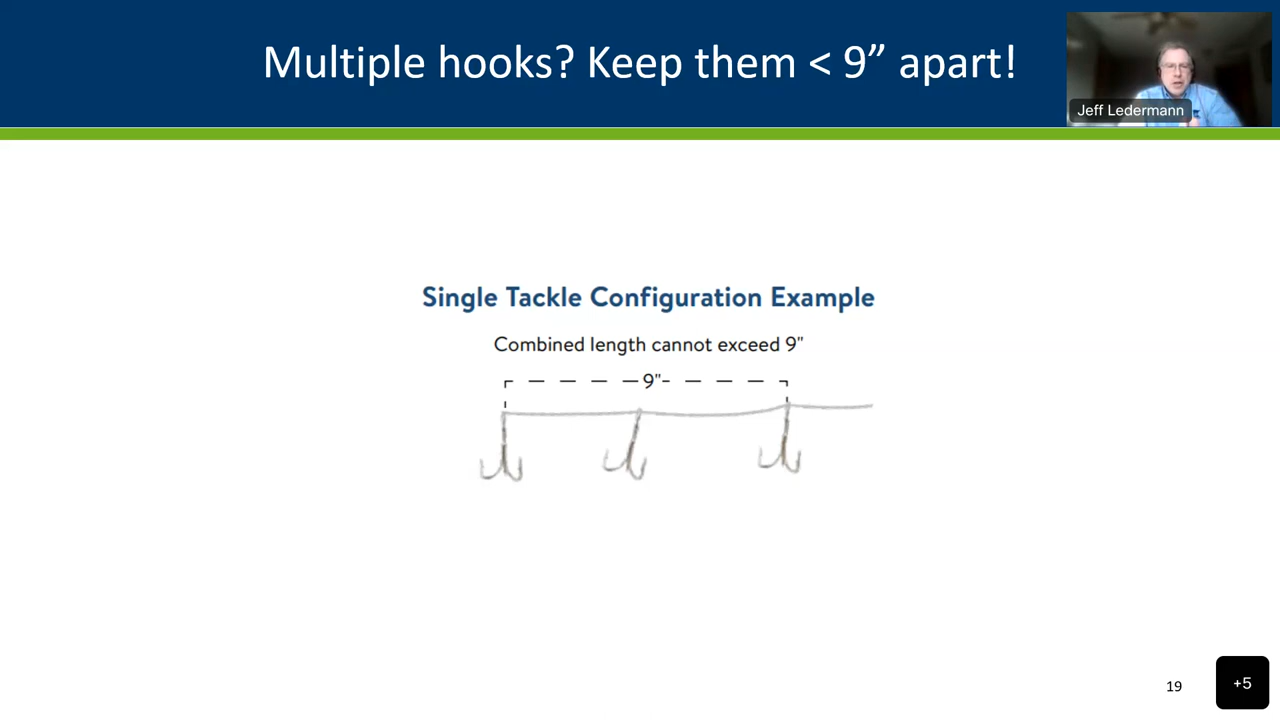 Multiple hooks? Keep them < 9” apart!
Jeff Ledermann
Single Tackle Configuration Example
Combined length cannot exceed 9"
9"
19
+5